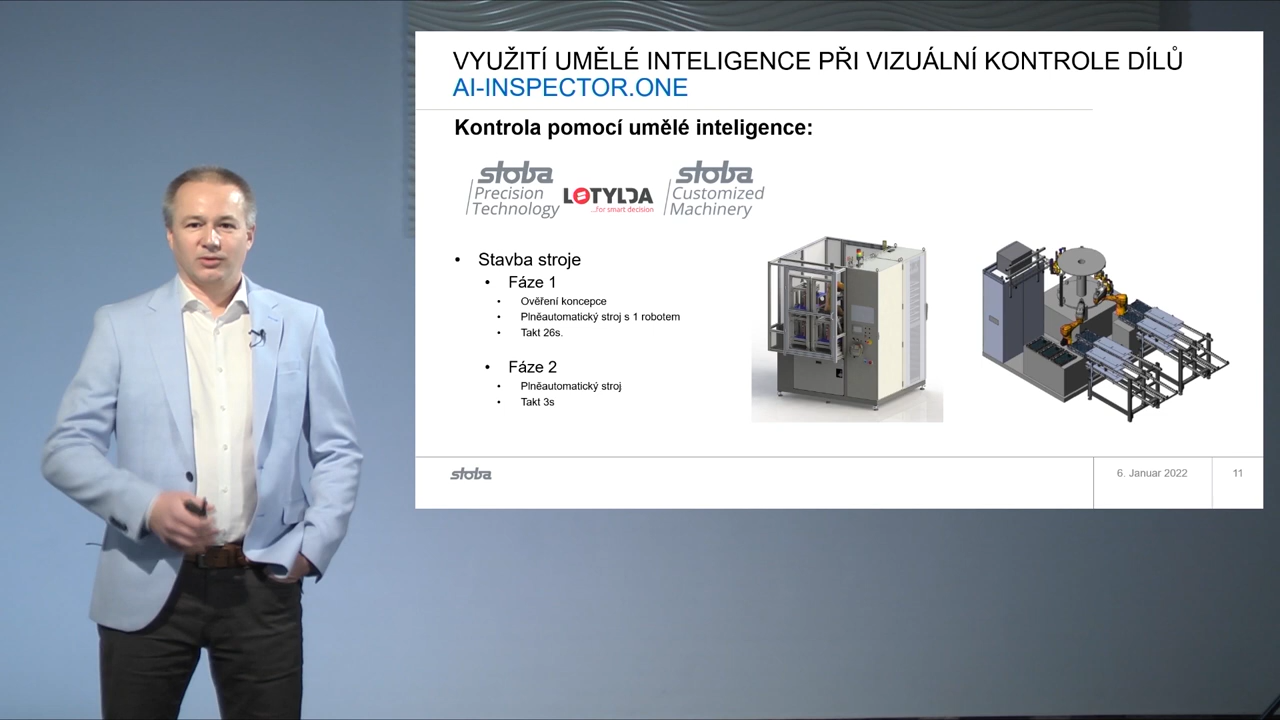 VYUŽITÍ UMĚLÉ INTELIGENCE PŘI VIZUÁLNÍ KONTROLE DÍLŮ
AI-INSPECTOR.ONE
Kontrola pomocí umělé inteligence:
stoba
Precision
Technology
LOTYLDA
...for smart decision
stoba
Customized
Machinery
• Stavba stroje
• Fáze 1
• Ověření koncepce
• Plněautomatický stroj s 1 robotem
• Takt 26s.
• Fáze 2
• Plněautomatický stroj
• Takt 3s
stoba
6. Januar 2022
11